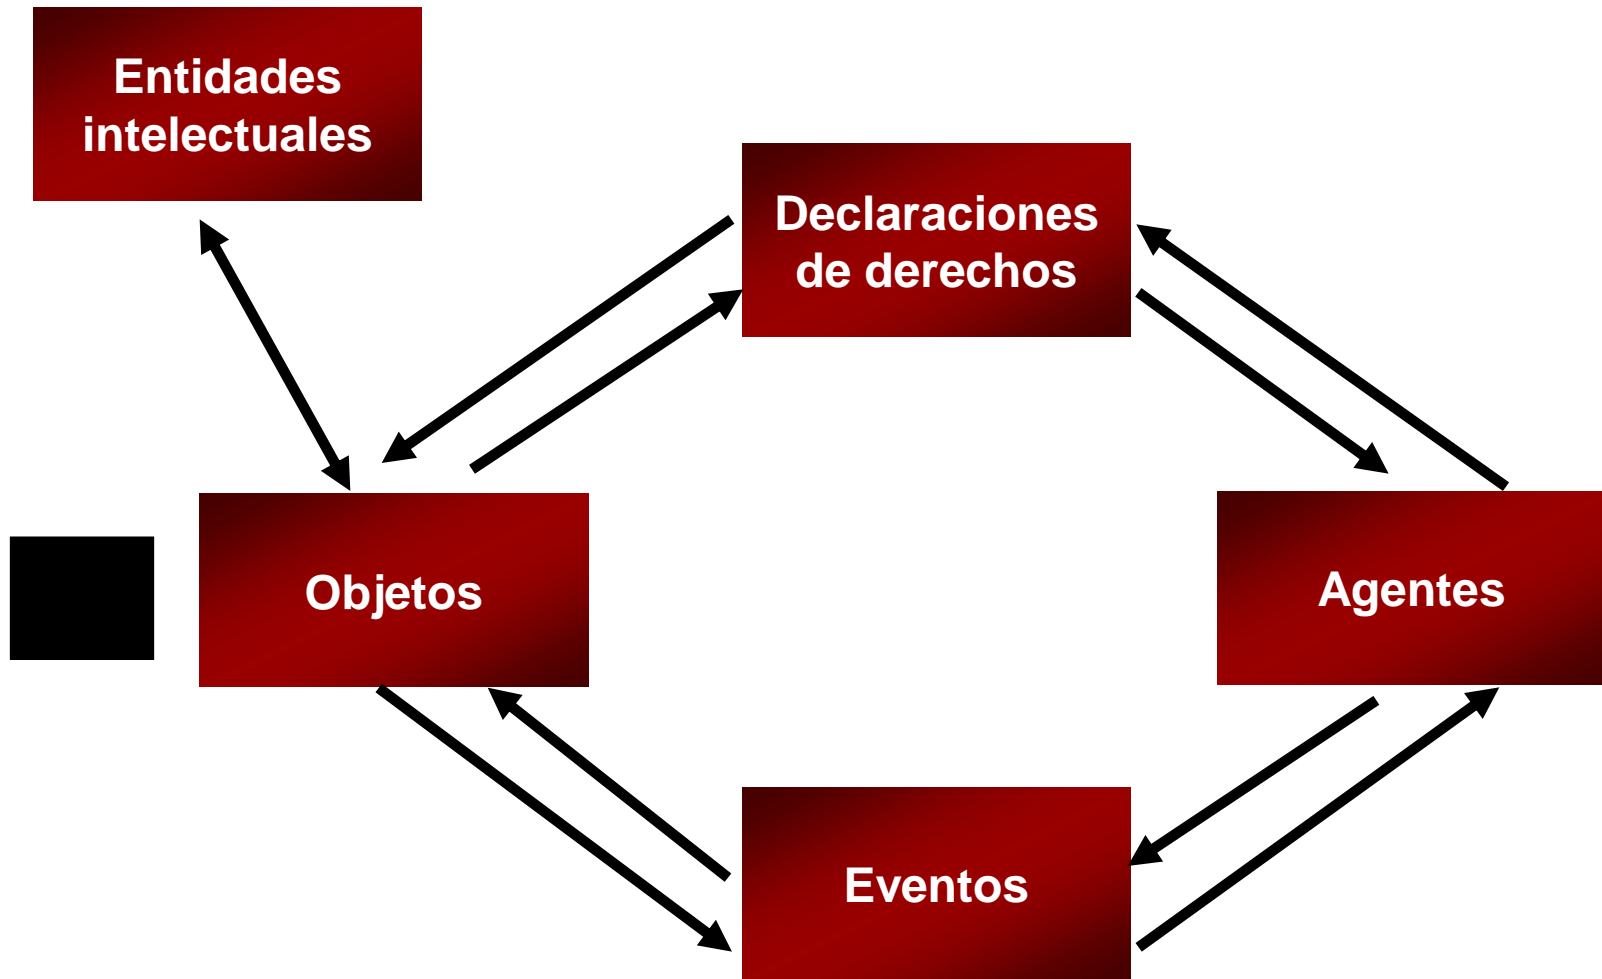 Entidades
intelectuales
Declaraciones
de derechos
Objetos
Agentes
Eventos